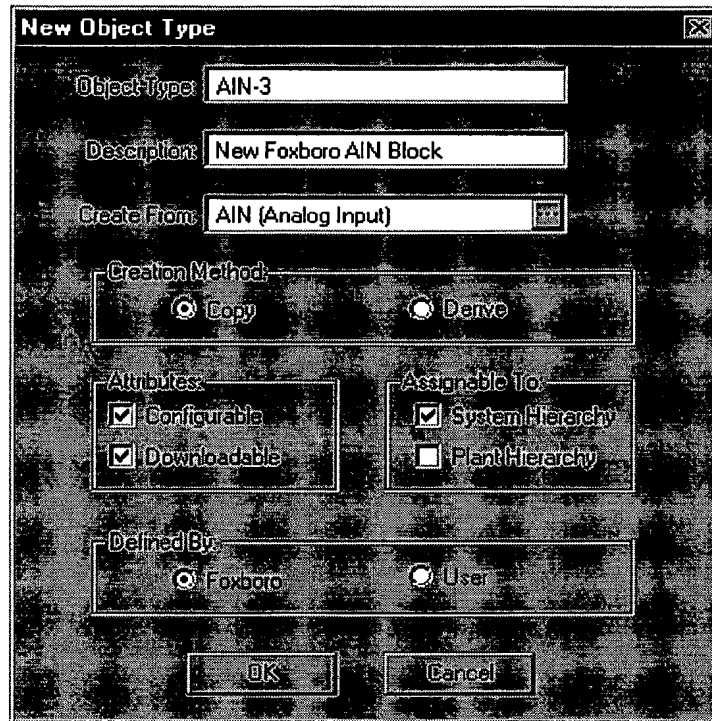 New Object Type
Object Type: AIN-3
Description: New Foxboro AIN Block
Create From: AIN (Analog Input) ...
Creation Method:
Copy Derive
Attributes: Assignable To:
Configurable System Hierarchy
Downloadable Plant Hierarchy
Defined By:
Foxboro User
OK Cancel